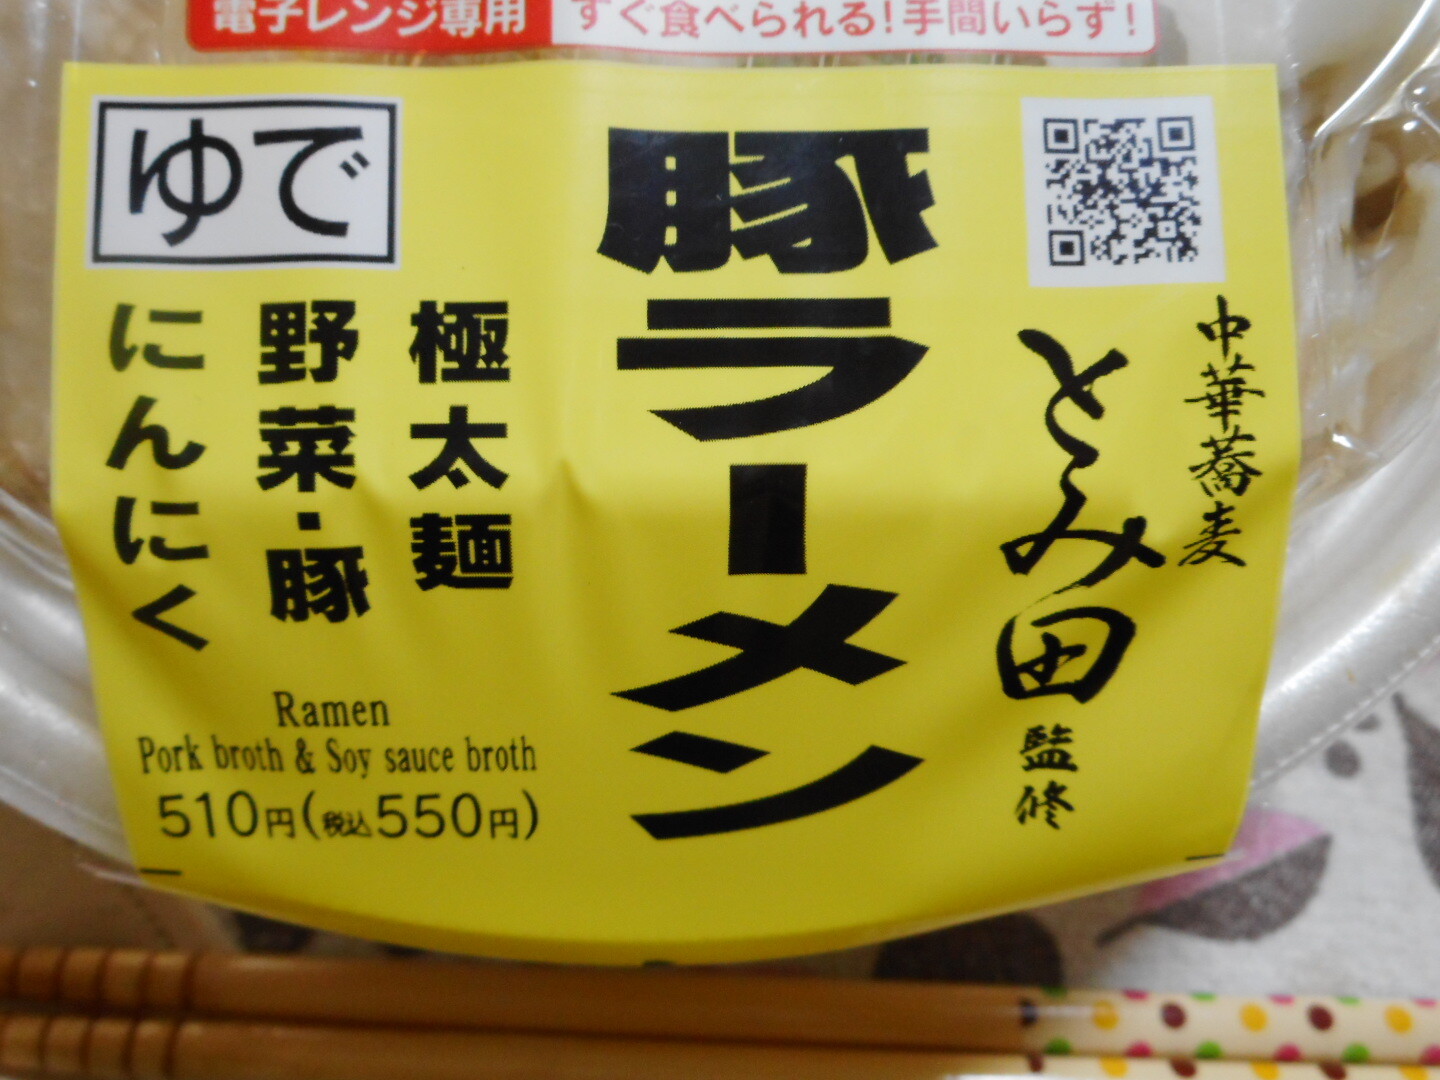 電子レンジ専用
すぐ食べられる！手間いらず！
中華蕎麦
とみ田
監修
豚ラーメン
ゆで
極太麺
野菜・豚
にんにく
Ramen
Pork broth & Soy sauce broth
510円(税込550円)